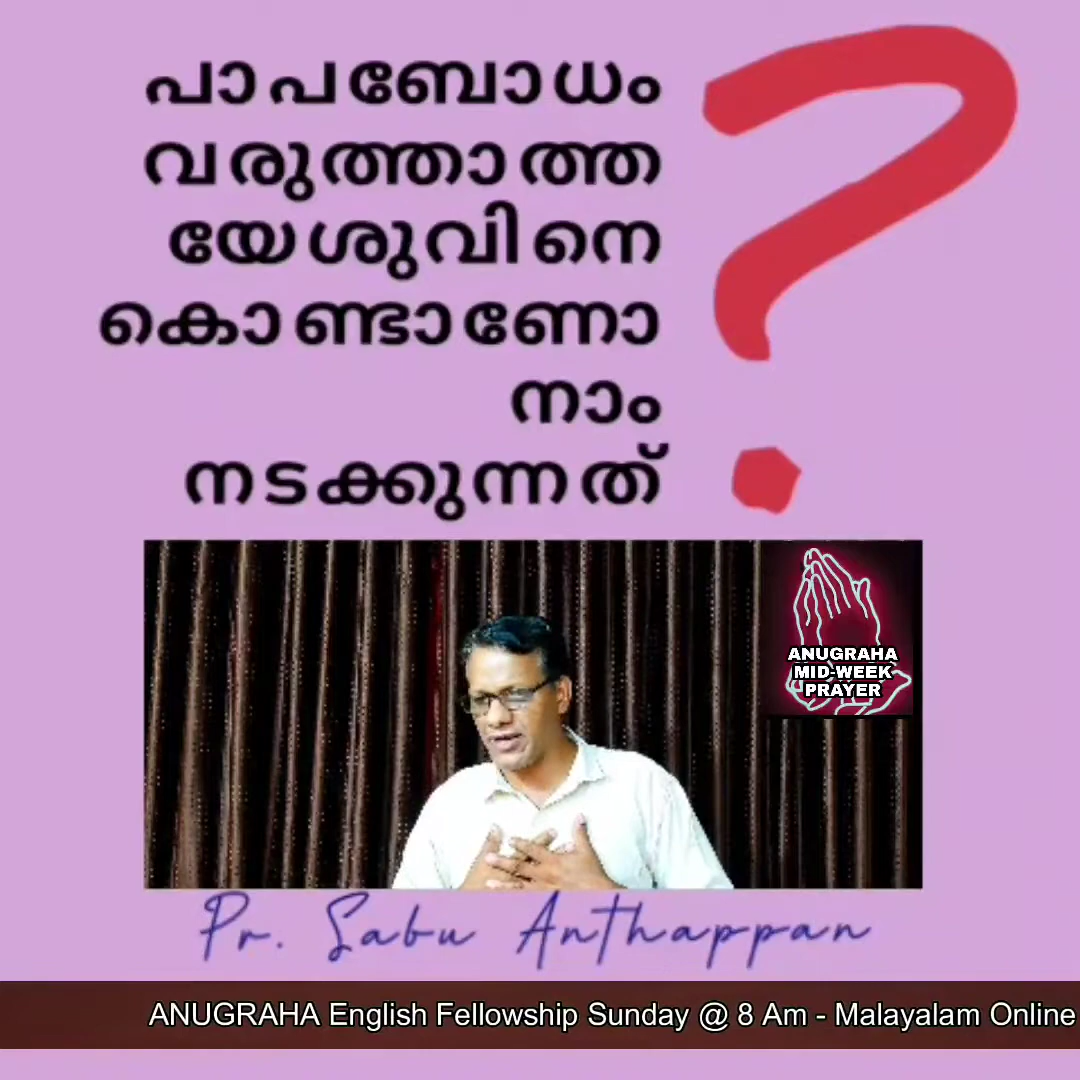 പാപബോധം
വരുത്താത്ത
യേശുവിനെ
കൊണ്ടാണോ
നാം
നടക്കുന്നത്
?
ANUGRAHA
MID-WEEK
PRAYER
Pr. Sabu Anthappan
ANUGRAHA English Fellowship Sunday @ 8 Am - Malayalam Online